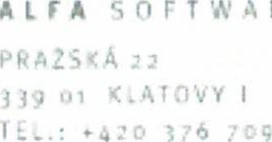 ALFA SOFTWA
PRAŽSKÁ 22
339 01 KLATOVY I
TEL.: +420 376 709